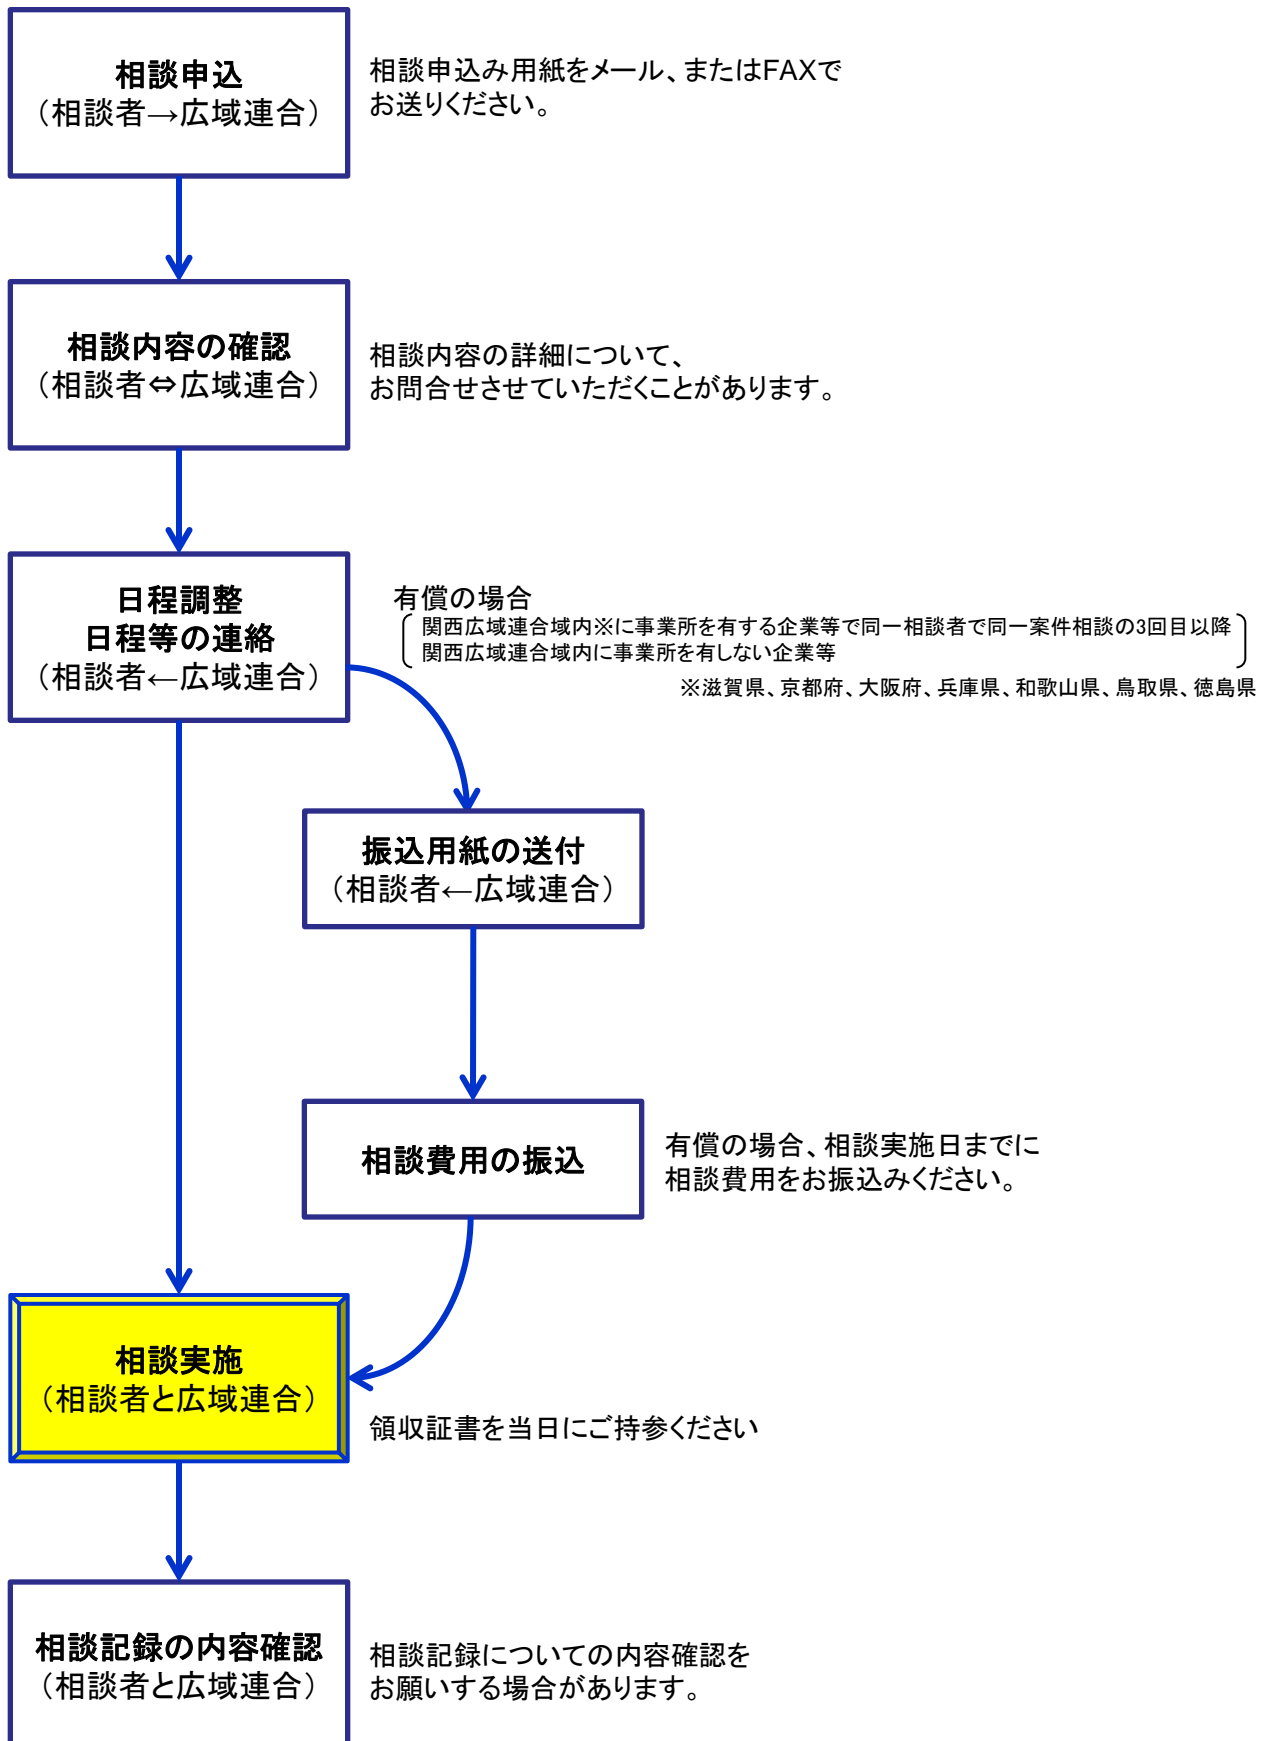 相談申込
（相談者→広域連合）
相談申込み用紙をメール、またはFAXで
お送りください。
相談内容の確認
（相談者⇔広域連合）
相談内容の詳細について、
お問合せさせていただくことがあります。
日程調整
日程等の連絡
（相談者←広域連合）
有償の場合
関西広域連合域内※に事業所を有する企業等で同一相談者で同一案件相談の3回目以降
関西広域連合域内に事業所を有しない企業等
※滋賀県、京都府、大阪府、兵庫県、和歌山県、鳥取県、徳島県
振込用紙の送付
（相談者←広域連合）
相談費用の振込
有償の場合、相談実施日までに
相談費用をお振込みください。
相談実施
（相談者と広域連合）
領収証書を当日にご持参ください
相談記録の内容確認
（相談者と広域連合）
相談記録についての内容確認を
お願いする場合があります。